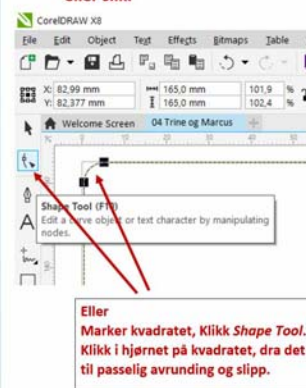 CorelDRAW X8
File Edit Object Text Effects Bitmaps Table
X: 82,99 mm 165,0 mm 101,9 %
Y: 82,377 mm 165,0 mm 102,4 %
Welcome Screen 04 Trine og Marcus
Shape Tool (F10)
Edit a curve object or text character by manipulating
nodes.
Eller
Marker kvadratet, Klikk Shape Tool.
Klikk i hjørnet på kvadratet, dra det
til passelig avrunding og slipp.